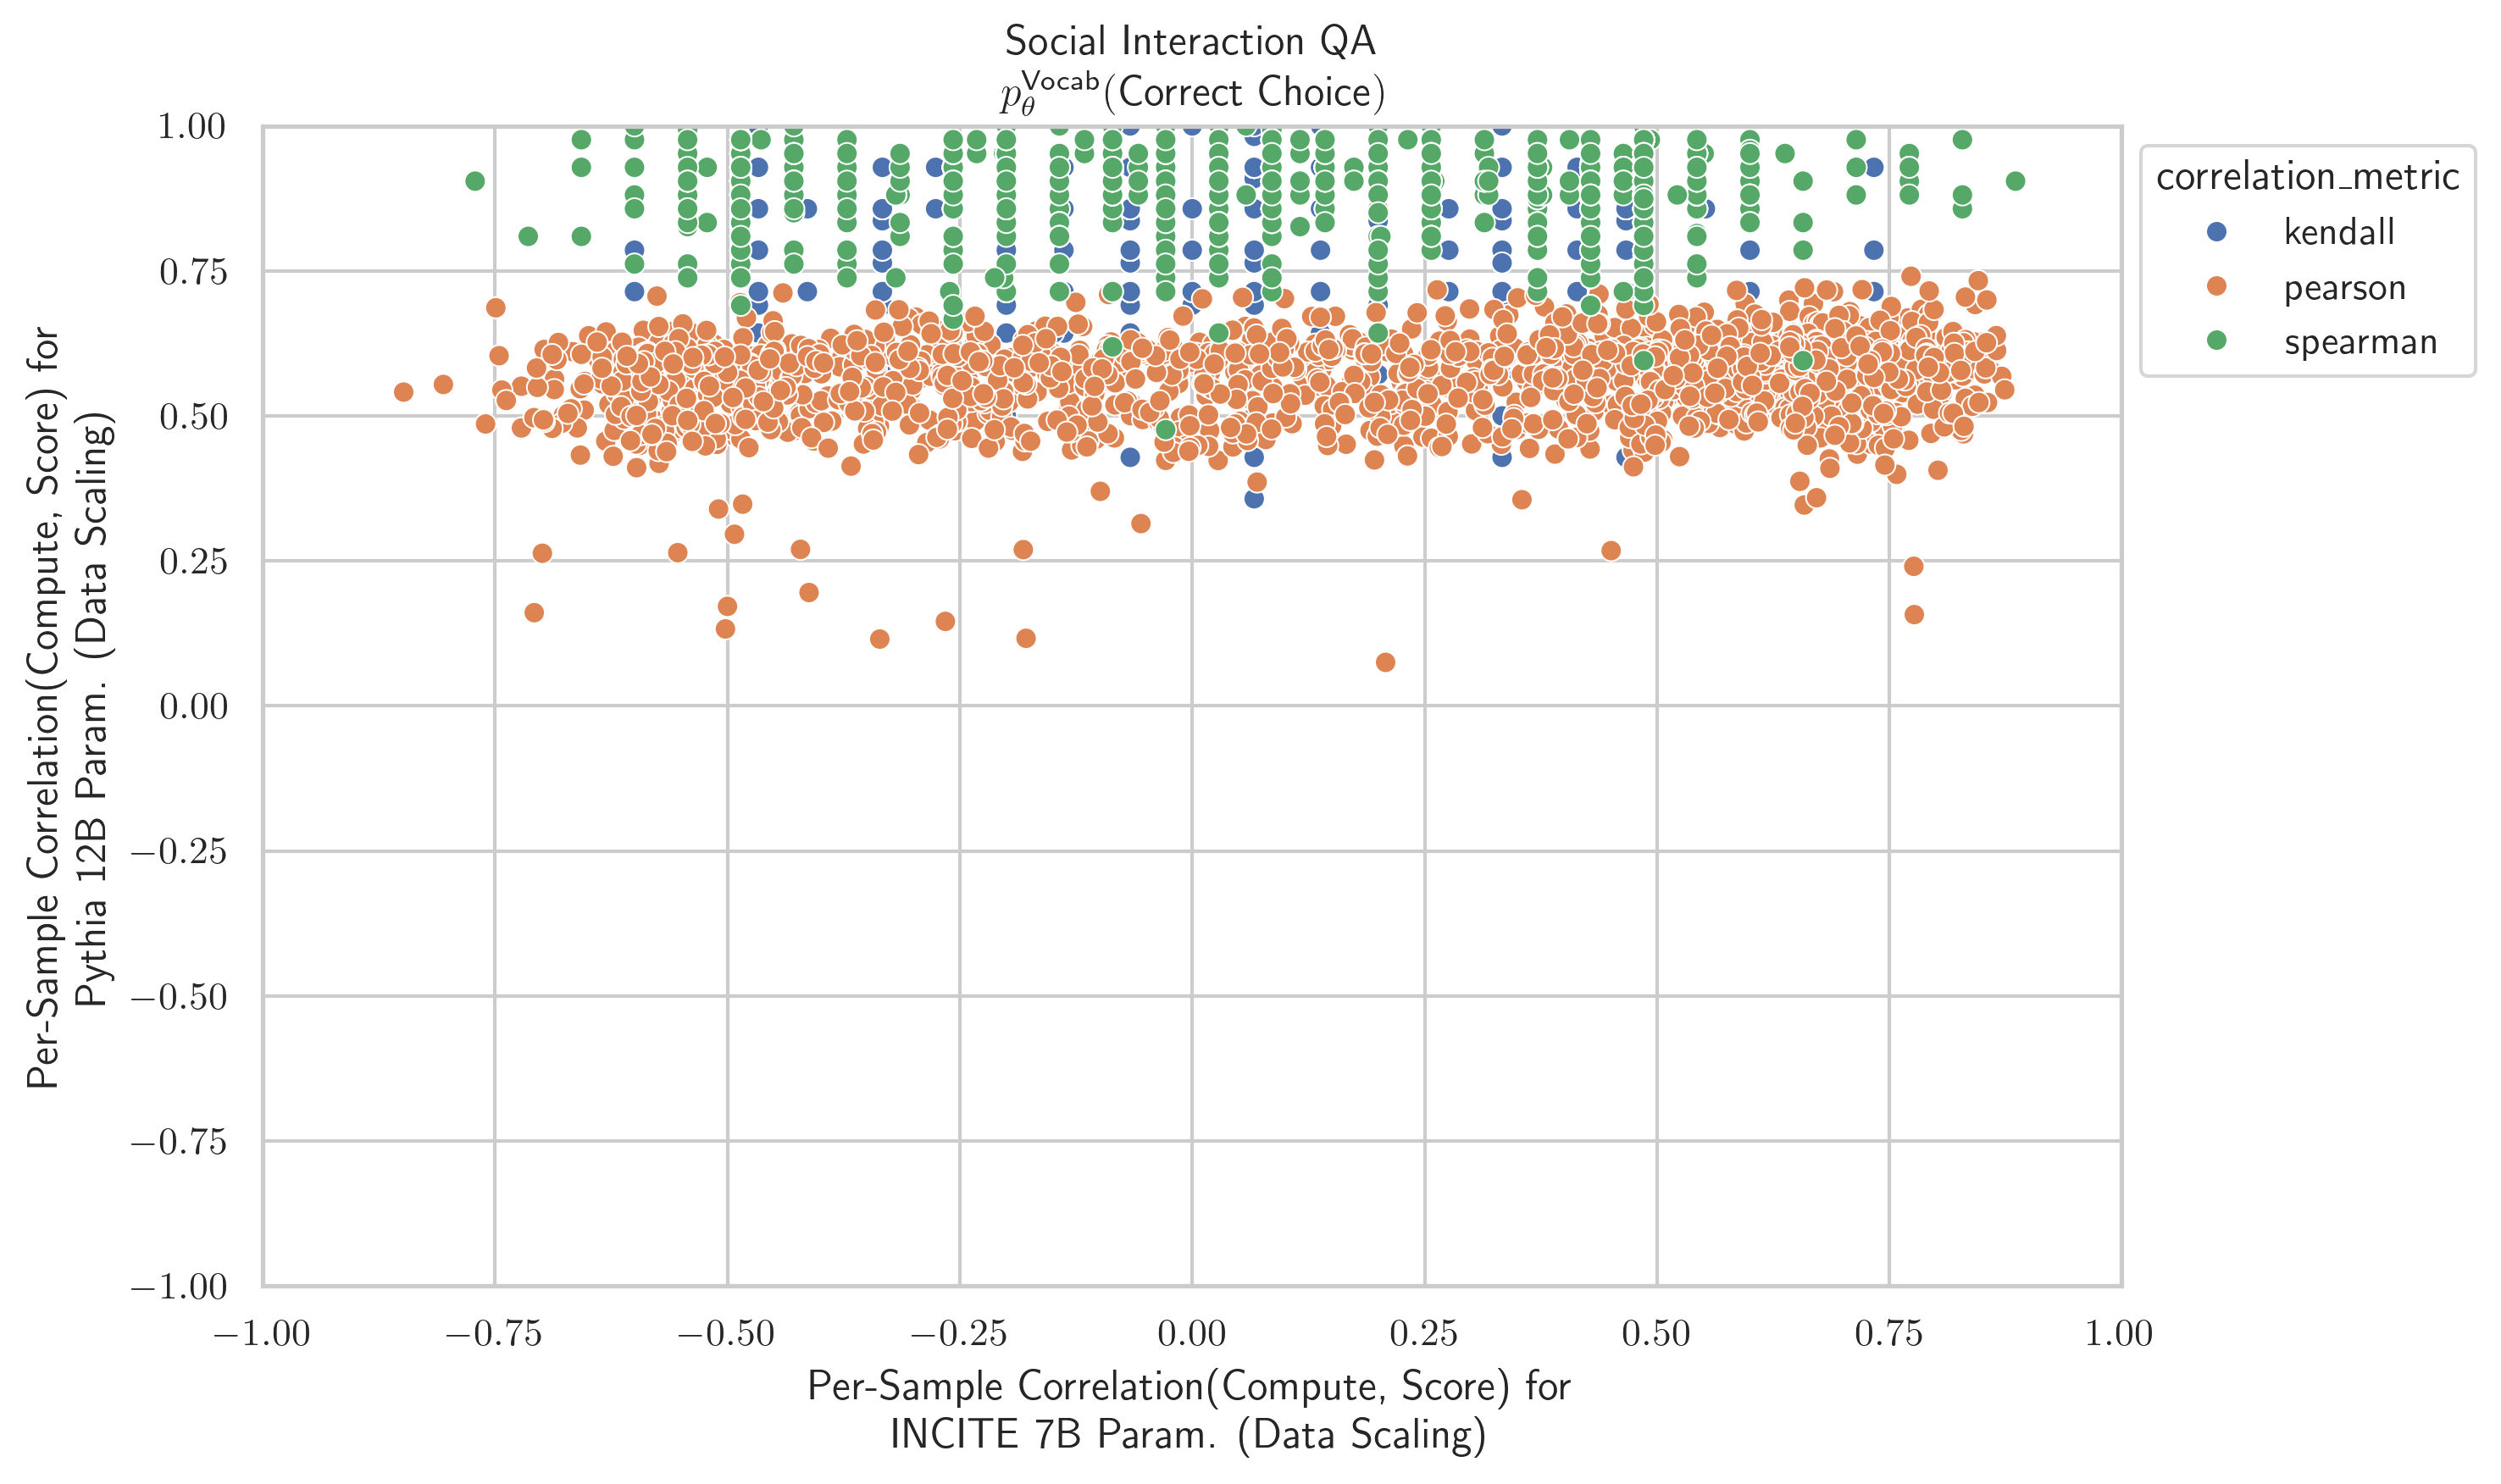 Social Interaction QA
p_θ^Vocab(Correct Choice)
1.00
0.75
0.50
0.25
0.00
−0.25
−0.50
−0.75
−1.00
Per-Sample Correlation(Compute, Score) for
Pythia 12B Param. (Data Scaling)
−1.00 −0.75 −0.50 −0.25 0.00 0.25 0.50 0.75 1.00
Per-Sample Correlation(Compute, Score) for
INCITE 7B Param. (Data Scaling)
correlation_metric
kendall
pearson
spearman